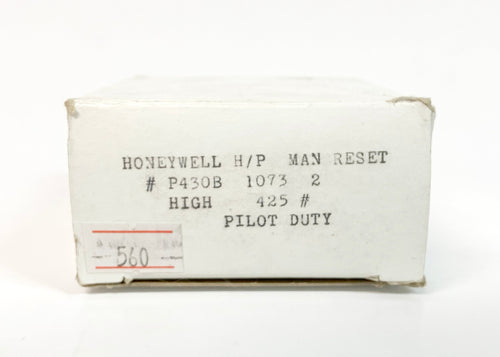 HONEYWELL H/P MAN RESET
# P430B 1073 2
HIGH 425 #
PILOT DUTY
- 560 -